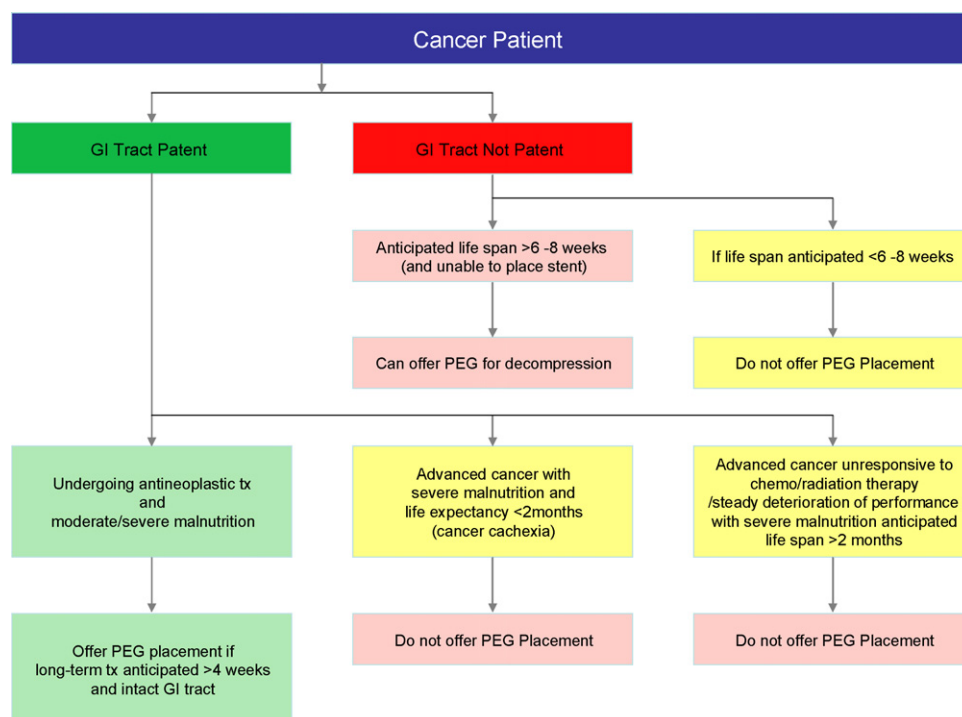 Cancer Patient
GI Tract Patent
GI Tract Not Patent
Anticipated life span >6 -8 weeks
(and unable to place stent)
If life span anticipated <6 -8 weeks
Can offer PEG for decompression
Do not offer PEG Placement
Undergoing antineoplastic tx
and
moderate/severe malnutrition
Advanced cancer with
severe malnutrition and
life expectancy <2months
(cancer cachexia)
Advanced cancer unresponsive to
chemo/radiation therapy
/steady deterioration of performance
with severe malnutrition anticipated
life span >2 months
Offer PEG placement if
long-term tx anticipated >4 weeks
and intact GI tract
Do not offer PEG Placement
Do not offer PEG Placement